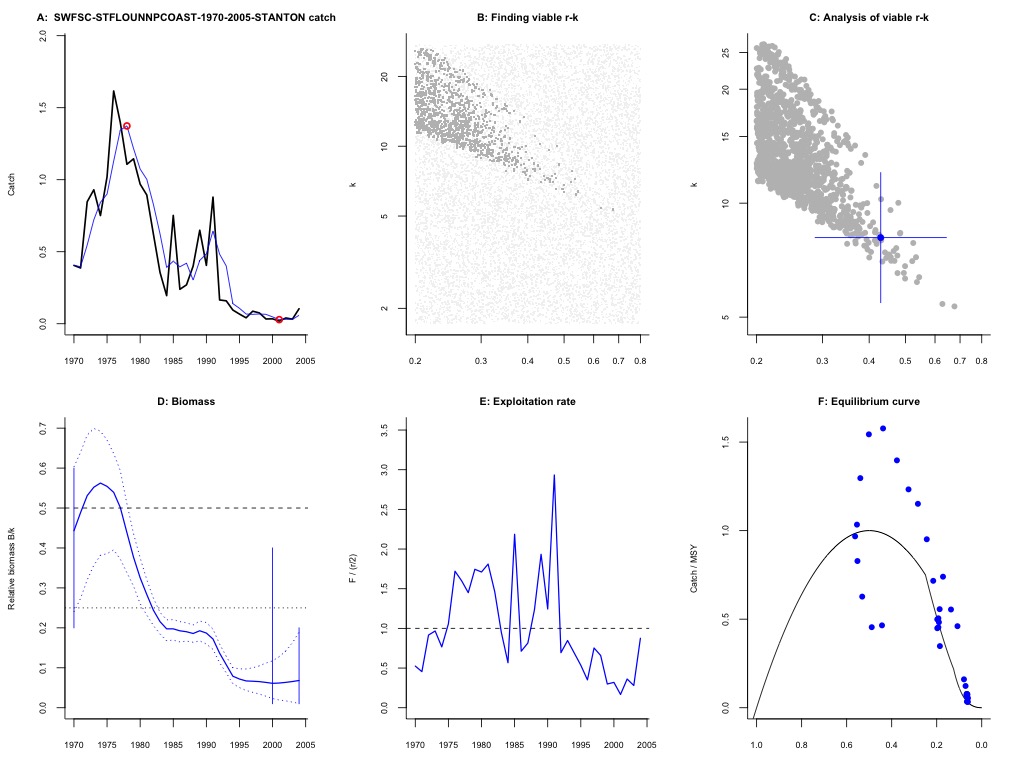 A: SWFSC-STFLOUNNPCOAST-1970-2005-STANTON catch
Catch
0.0 0.5 1.0 1.5 2.0
1970 1975 1980 1985 1990 1995 2000 2005
B: Finding viable r-k
k
2 5 10 20
0.2 0.3 0.4 0.5 0.6 0.7 0.8
C: Analysis of viable r-k
k
5 10 15 20 25
0.2 0.3 0.4 0.5 0.6 0.7 0.8
D: Biomass
Relative biomass B/k
0.0 0.1 0.2 0.3 0.4 0.5 0.6 0.7
1970 1975 1980 1985 1990 1995 2000 2005
E: Exploitation rate
F / (r/2)
0.0 0.5 1.0 1.5 2.0 2.5 3.0 3.5
1970 1975 1980 1985 1990 1995 2000 2005
F: Equilibrium curve
Catch / MSY
0.0 0.5 1.0 1.5
1.0 0.8 0.6 0.4 0.2 0.0